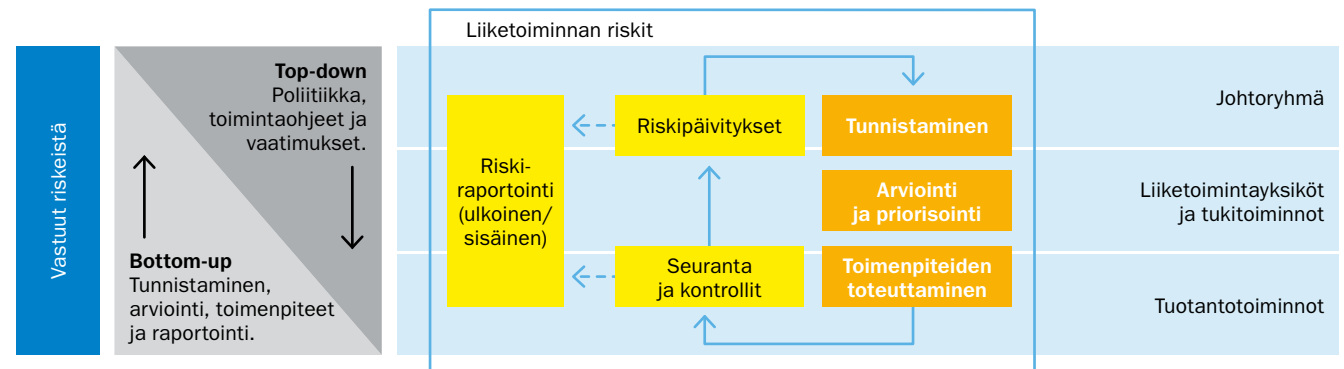 Liiketoiminnan riskit
Vastuut riskeistä
Top-down
Poliitiikka,
toimintaohjeet ja
vaatimukset.
Bottom-up
Tunnistaminen,
arviointi, toimenpiteet
ja raportointi.
Riski-
raportointi
(ulkoinen/
sisäinen)
Riskipäivitykset
Tunnistaminen
Arviointi
ja priorisointi
Seuranta
ja kontrollit
Toimenpiteiden
toteuttaminen
Johtoryhmä
Liiketoimintayksiköt
ja tukitoiminnot
Tuotantotoiminnot